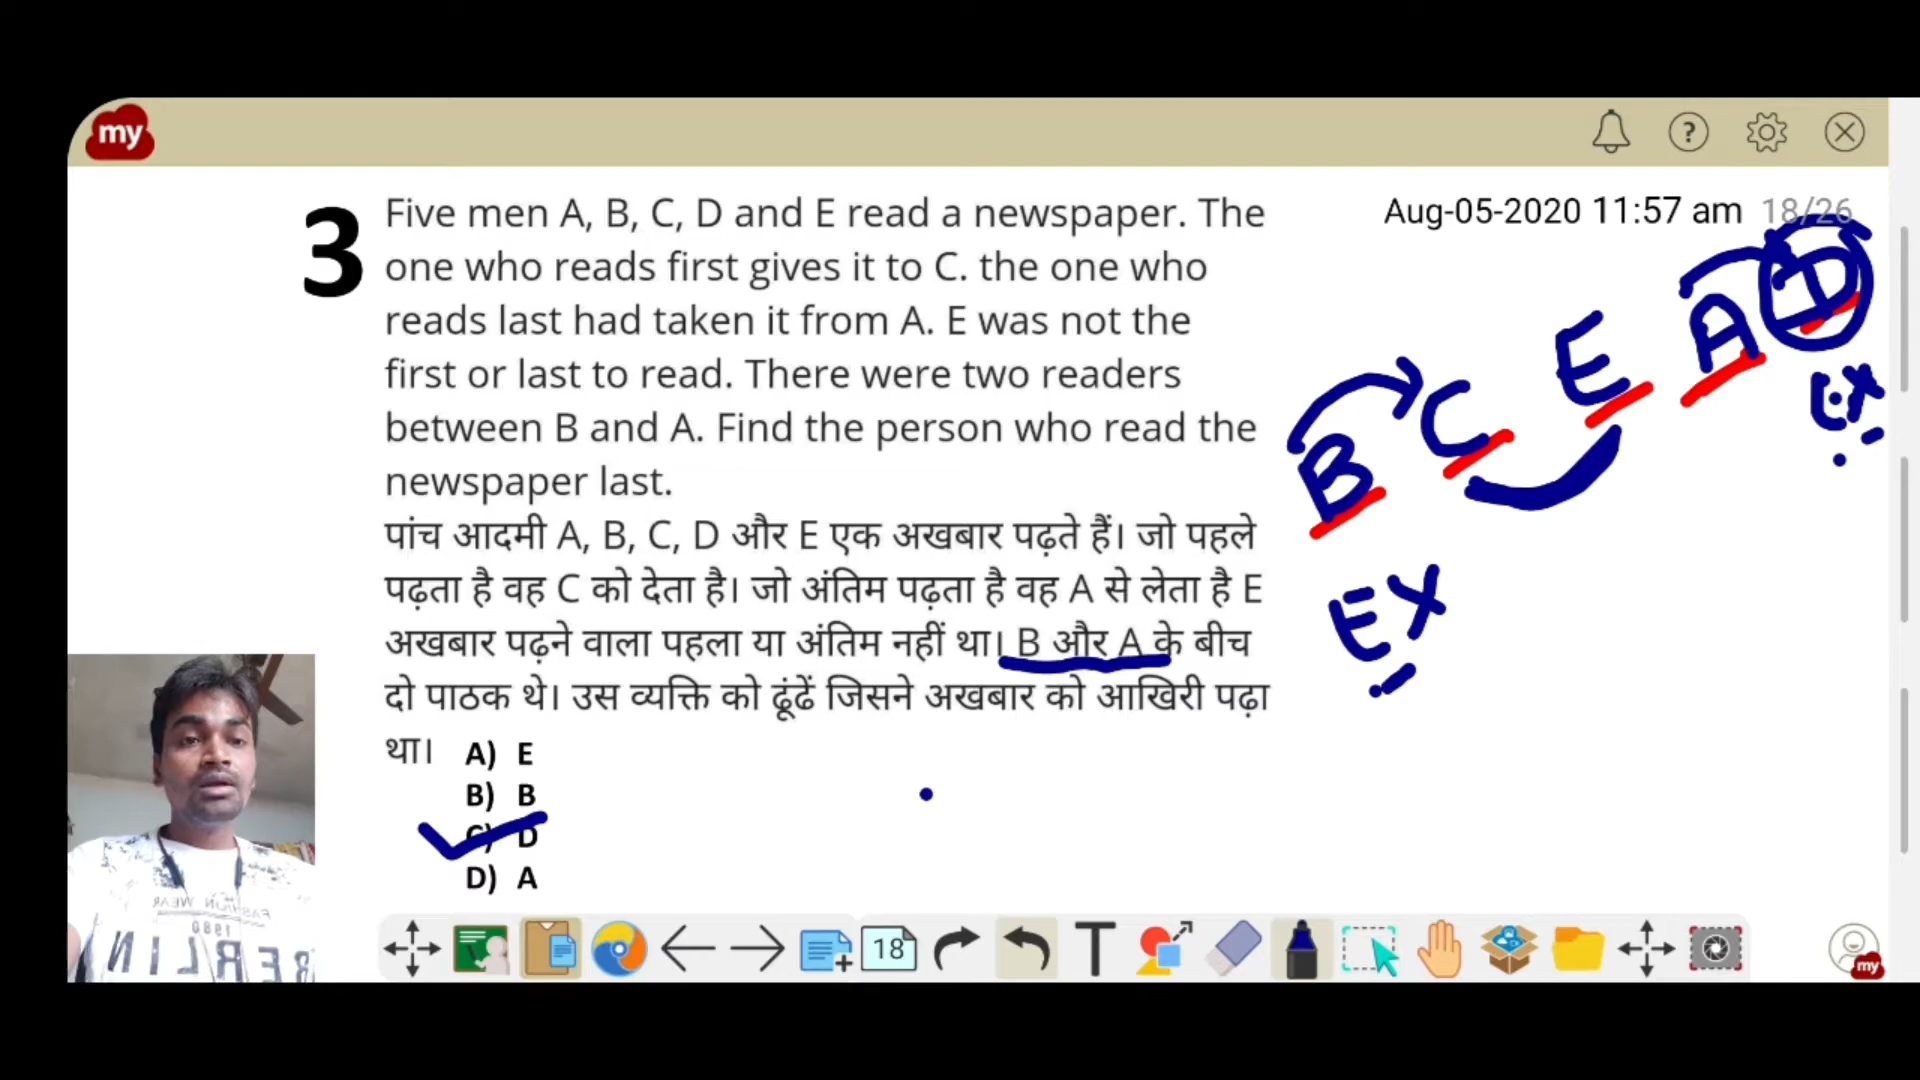 my
Aug-05-2020 11:57 am 18/26
3
Five men A, B, C, D and E read a newspaper. The
one who reads first gives it to C. the one who
reads last had taken it from A. E was not the
first or last to read. There were two readers
between B and A. Find the person who read the
newspaper last.
पांच आदमी A, B, C, D और E एक अखबार पढ़ते हैं। जो पहले
पढ़ता है वह C को देता है। जो अंतिम पढ़ता है वह A से लेता है E
अखबार पढ़ने वाला पहला या अंतिम नहीं था। B और A के बीच
दो पाठक थे। उस व्यक्ति को ढूंढें जिसने अखबार को आखिरी पढ़ा
था।
A) E
B) B
C) D
D) A
B C E A D
EX
EX
BERLIN
1980
18
T
my